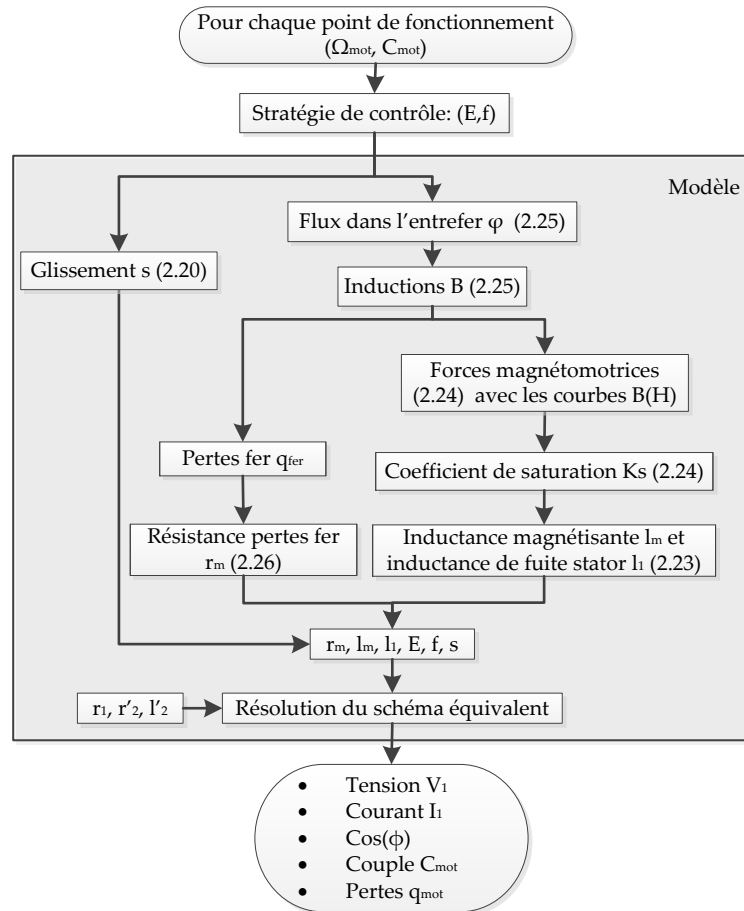 Pour chaque point de fonctionnement
(Ωmot, Cmot)
Stratégie de contrôle: (E,f)
Modèle
Flux dans l'entrefer φ (2.25)
Glissement s (2.20)
Inductions B (2.25)
Forces magnétomotrices
(2.24) avec les courbes B(H)
Pertes fer qfer
Coefficient de saturation Ks (2.24)
Résistance pertes fer
rm (2.26)
Inductance magnétisante lm et
inductance de fuite stator l1 (2.23)
rm, lm, l1, E, f, s
r1, r'2, l'2
Résolution du schéma équivalent
• Tension V1
• Courant I1
• Cos(ϕ)
• Couple Cmot
• Pertes qmot